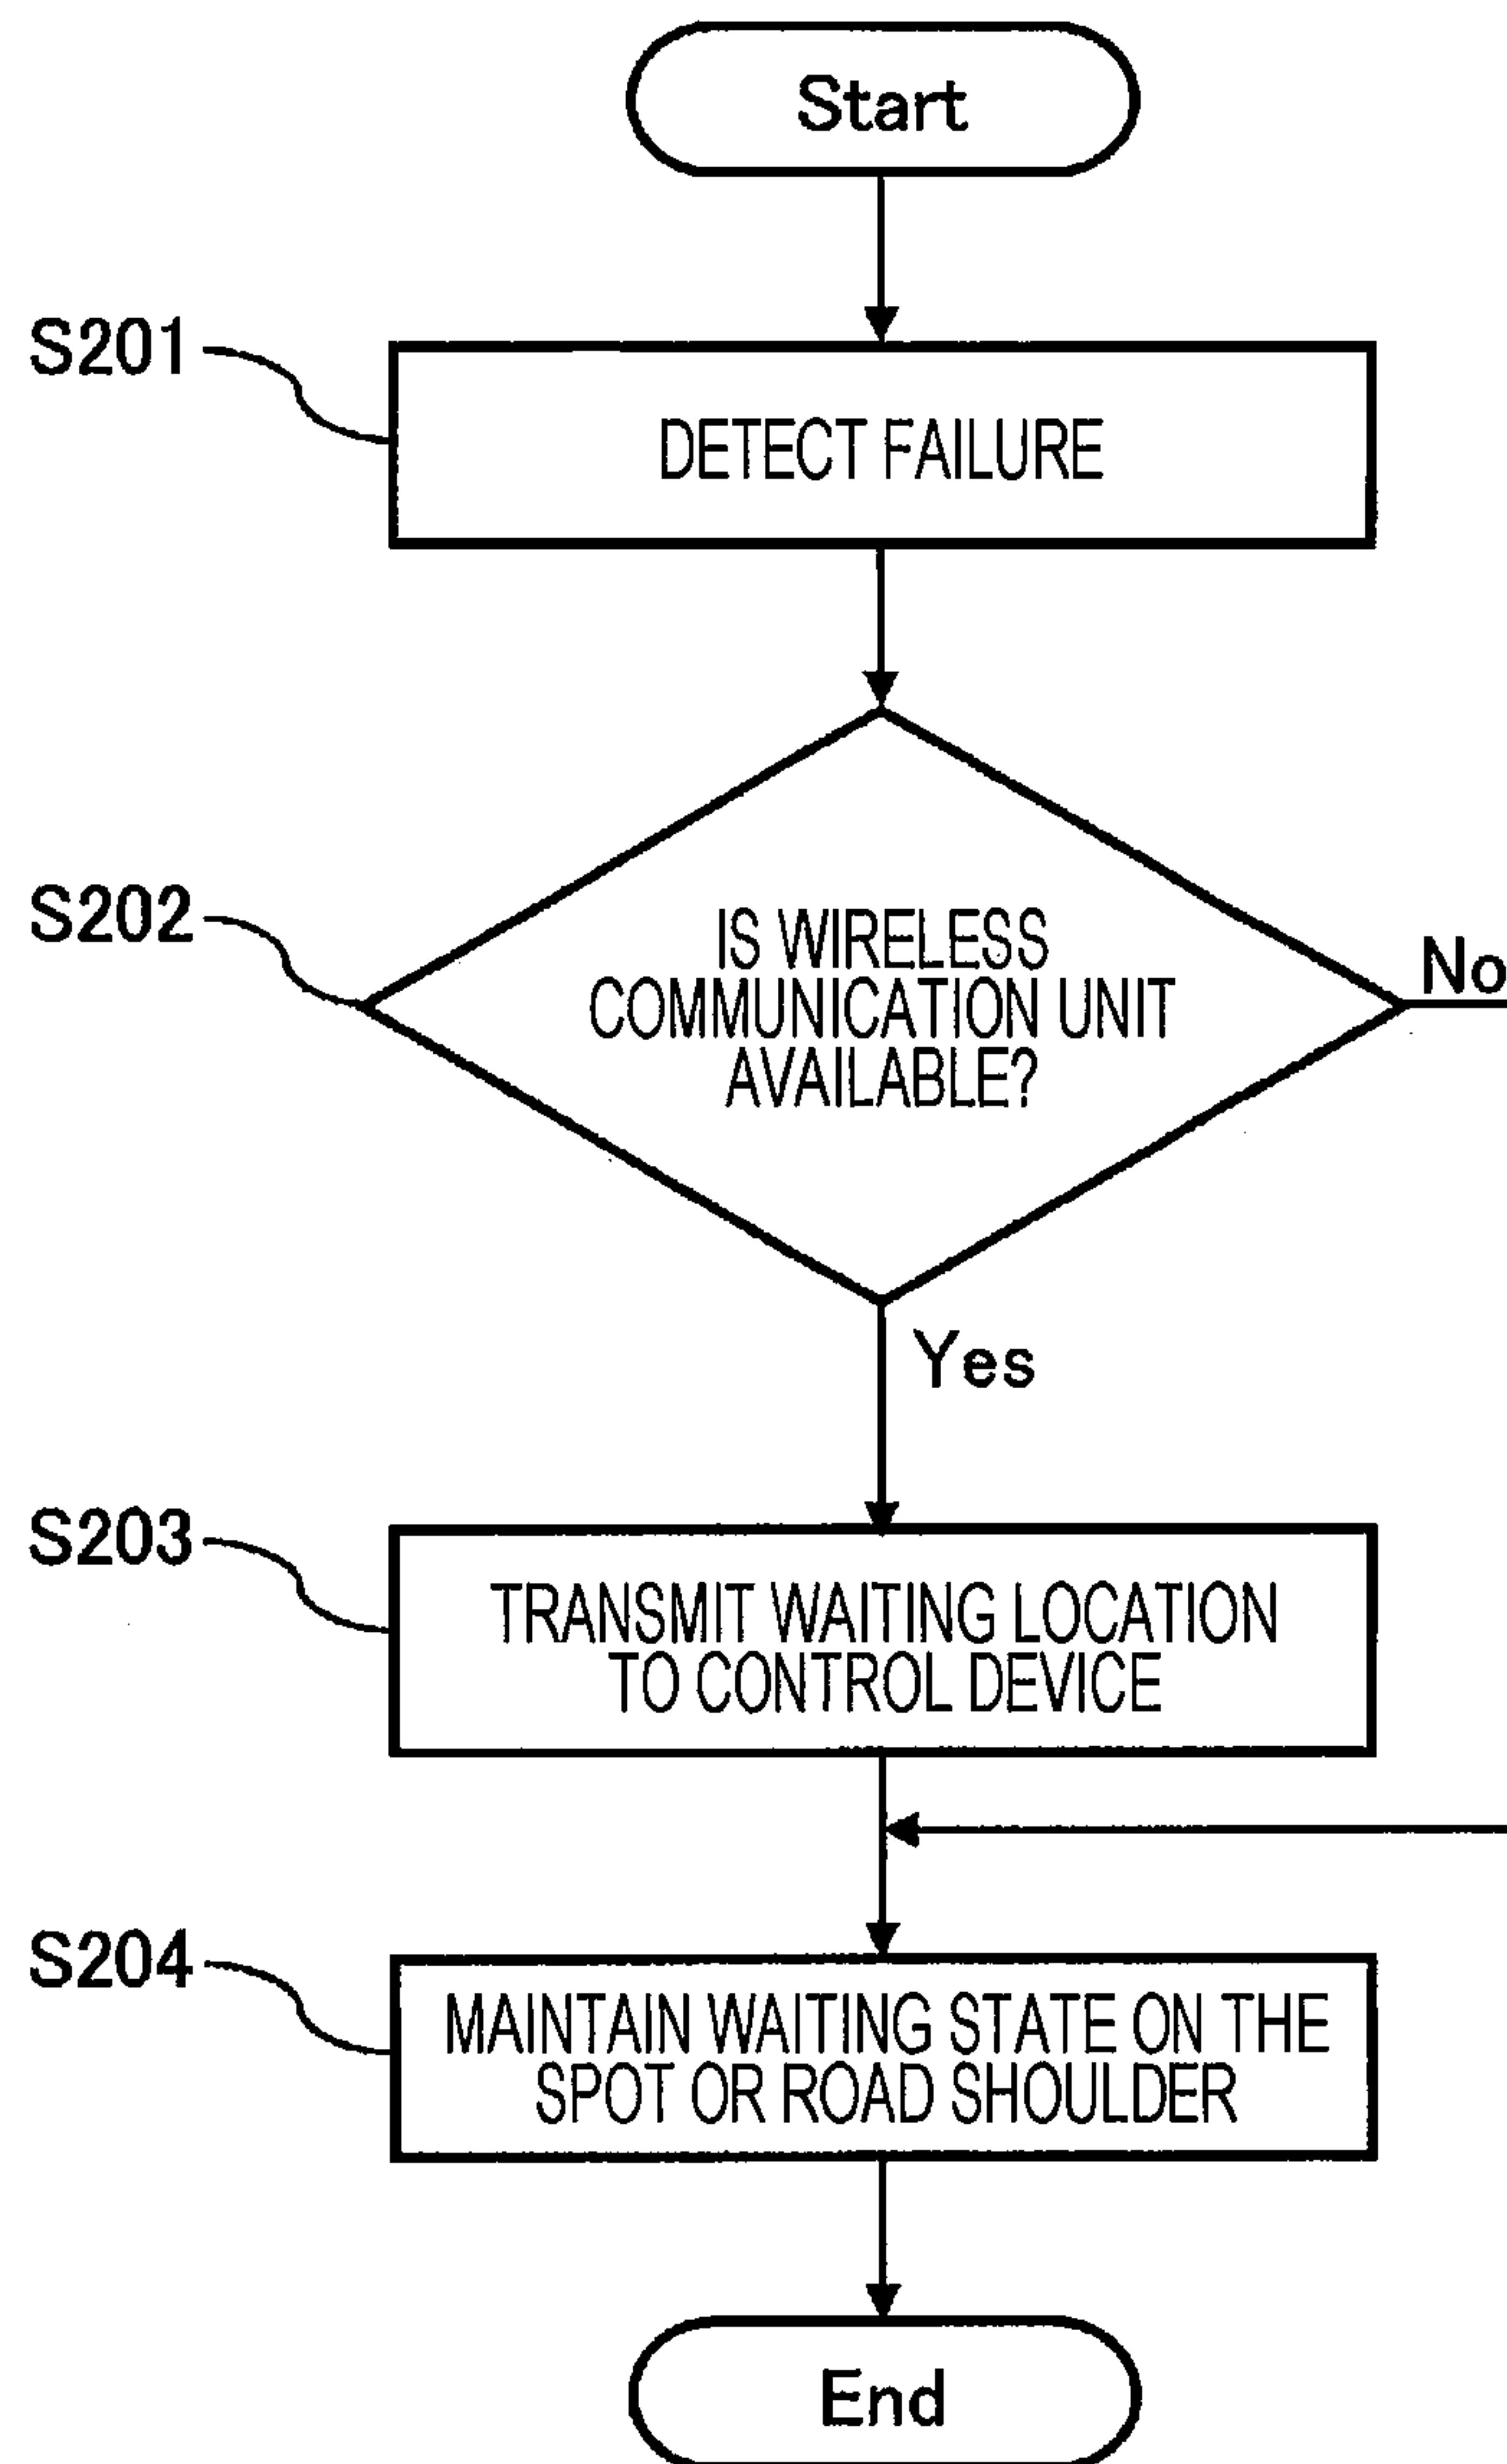 Start
S201
DETECT FAILURE
S202
IS WIRELESS
COMMUNICATION UNIT
AVAILABLE?
No
Yes
S203
TRANSMIT WAITING LOCATION
TO CONTROL DEVICE
S204
MAINTAIN WAITING STATE ON THE
SPOT OR ROAD SHOULDER
End